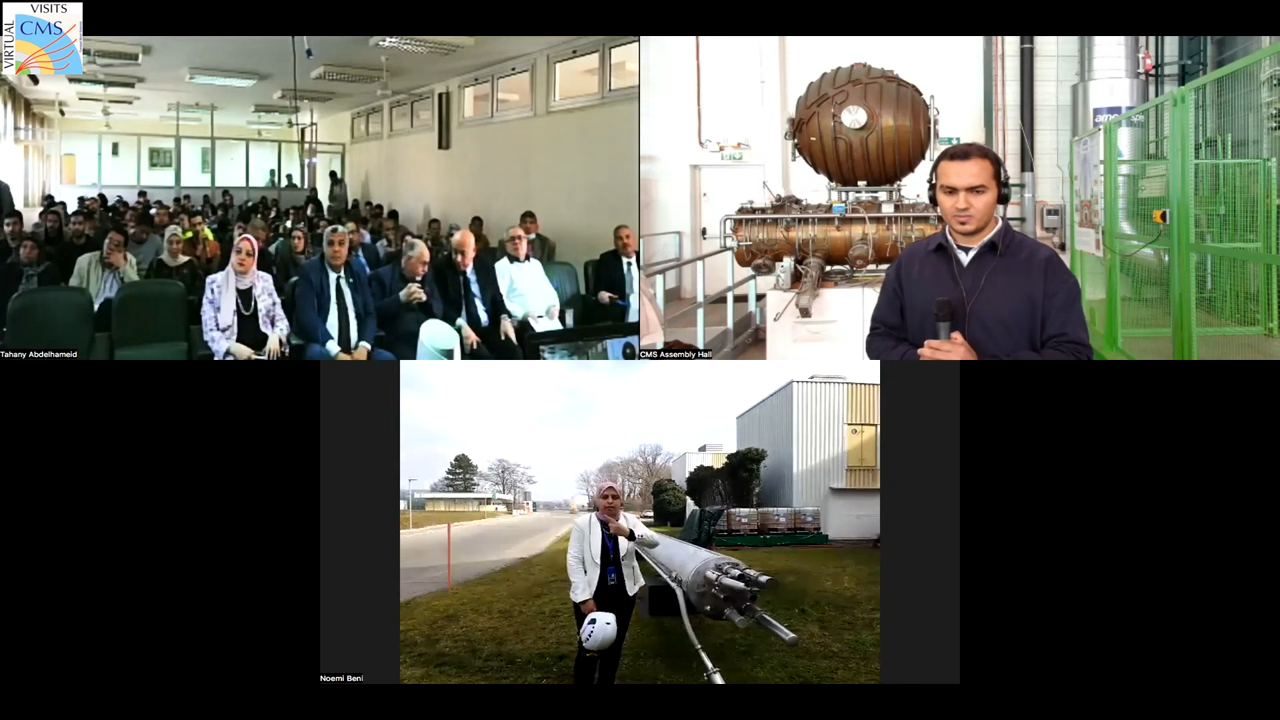 VISITS
VIRTUAL
CMS
Tahany Abdelhameid
CMS Assembly Hall
Noemi Beni